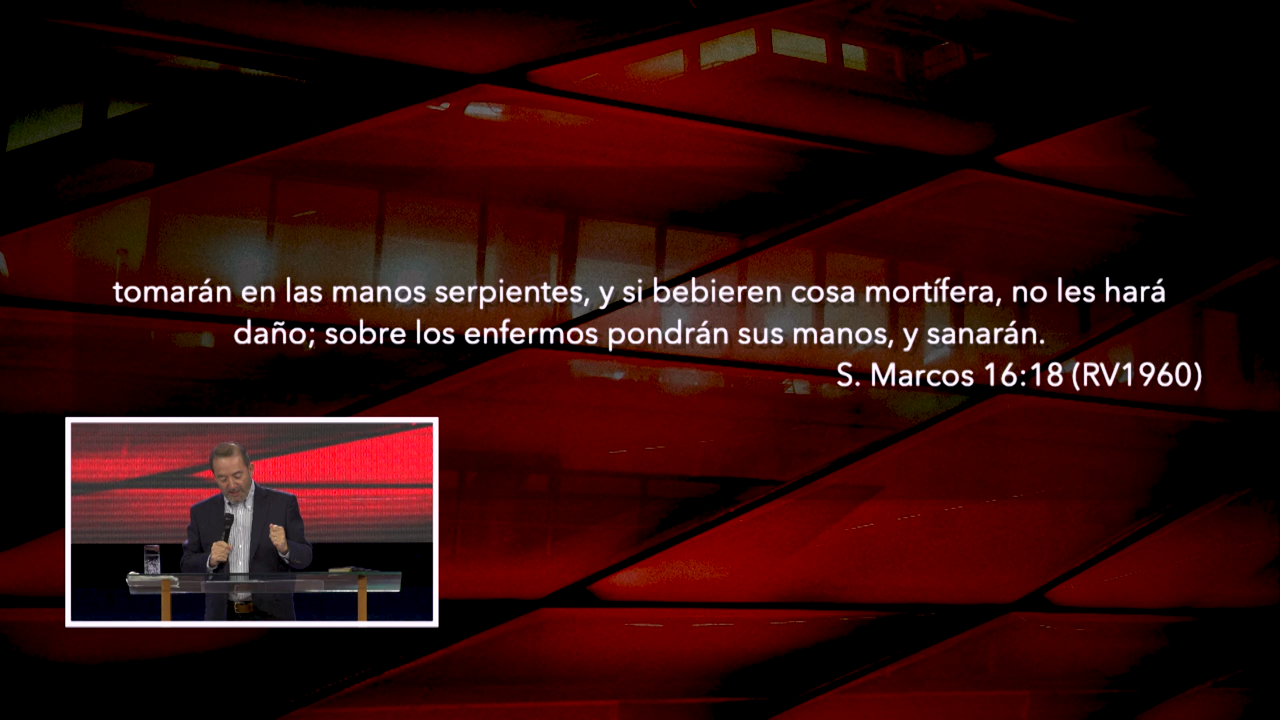 tomarán en las manos serpientes, y si bebieren cosa mortífera, no les hará
daño; sobre los enfermos pondrán sus manos, y sanarán.
S. Marcos 16:18 (RV1960)